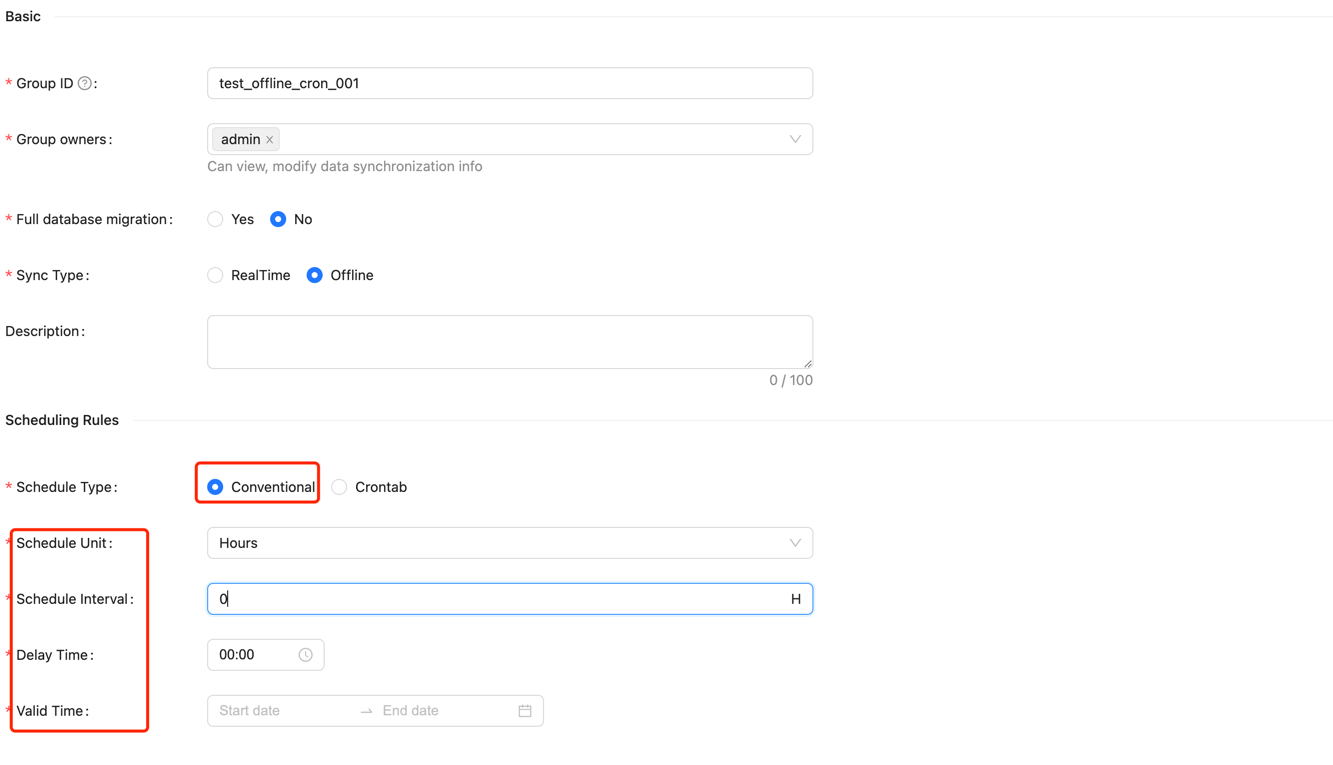 Basic
* Group ID ? :
test_offline_cron_001
* Group owners :
admin ×
Can view, modify data synchronization info
* Full database migration : Yes No
* Sync Type : RealTime Offline
Description :
0 / 100
Scheduling Rules
* Schedule Type : Conventional Crontab
* Schedule Unit : Hours
* Schedule Interval : 0 H
* Delay Time : 00:00
* Valid Time : Start date → End date